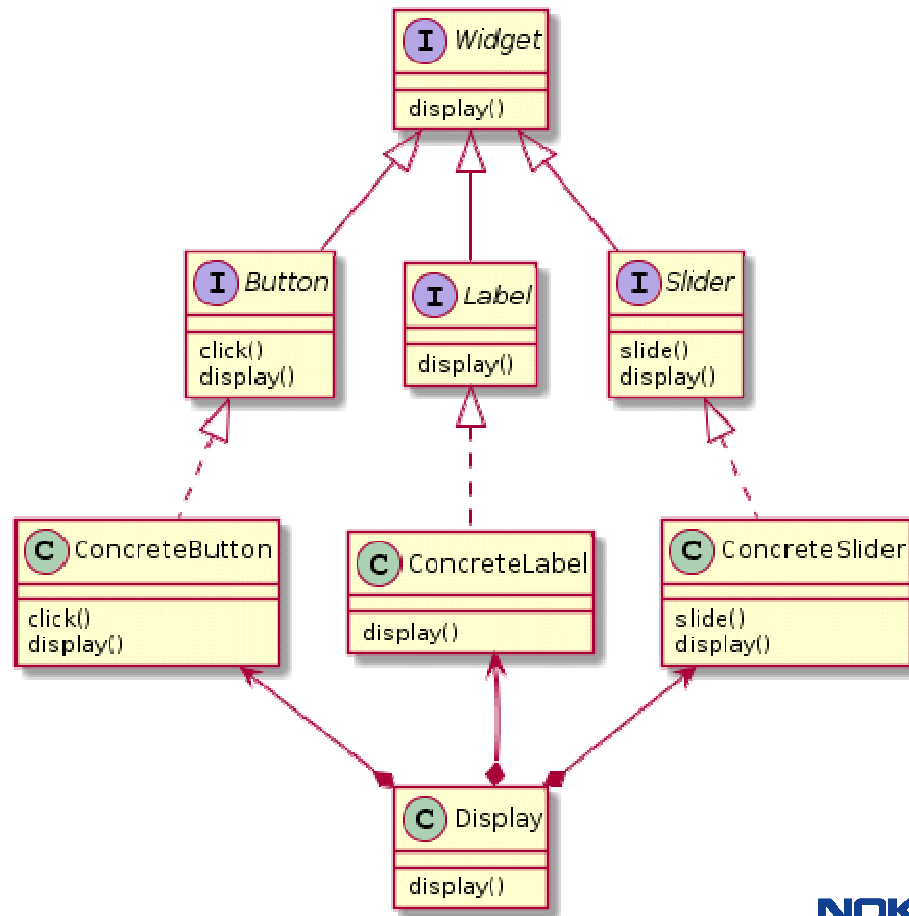 I Widget
display()
I Button
click()
display()
I Label
display()
I Slider
slide()
display()
C ConcreteButton
click()
display()
C ConcreteLabel
display()
C ConcreteSlider
slide()
display()
C Display
display()